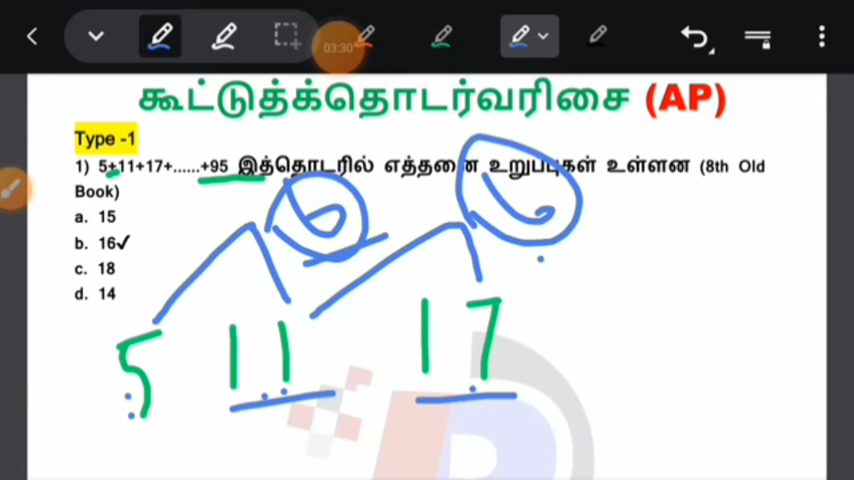 03:30
கூட்டுத்க்தொடர்வரிசை (AP)
Type -1
1) 5+11+17+......+95 இத்தொடரில் எத்தனை உறுப்புகள் உள்ளன (8th Old
Book)
a. 15
b. 16✓
c. 18
d. 14
6 6
5 11 17